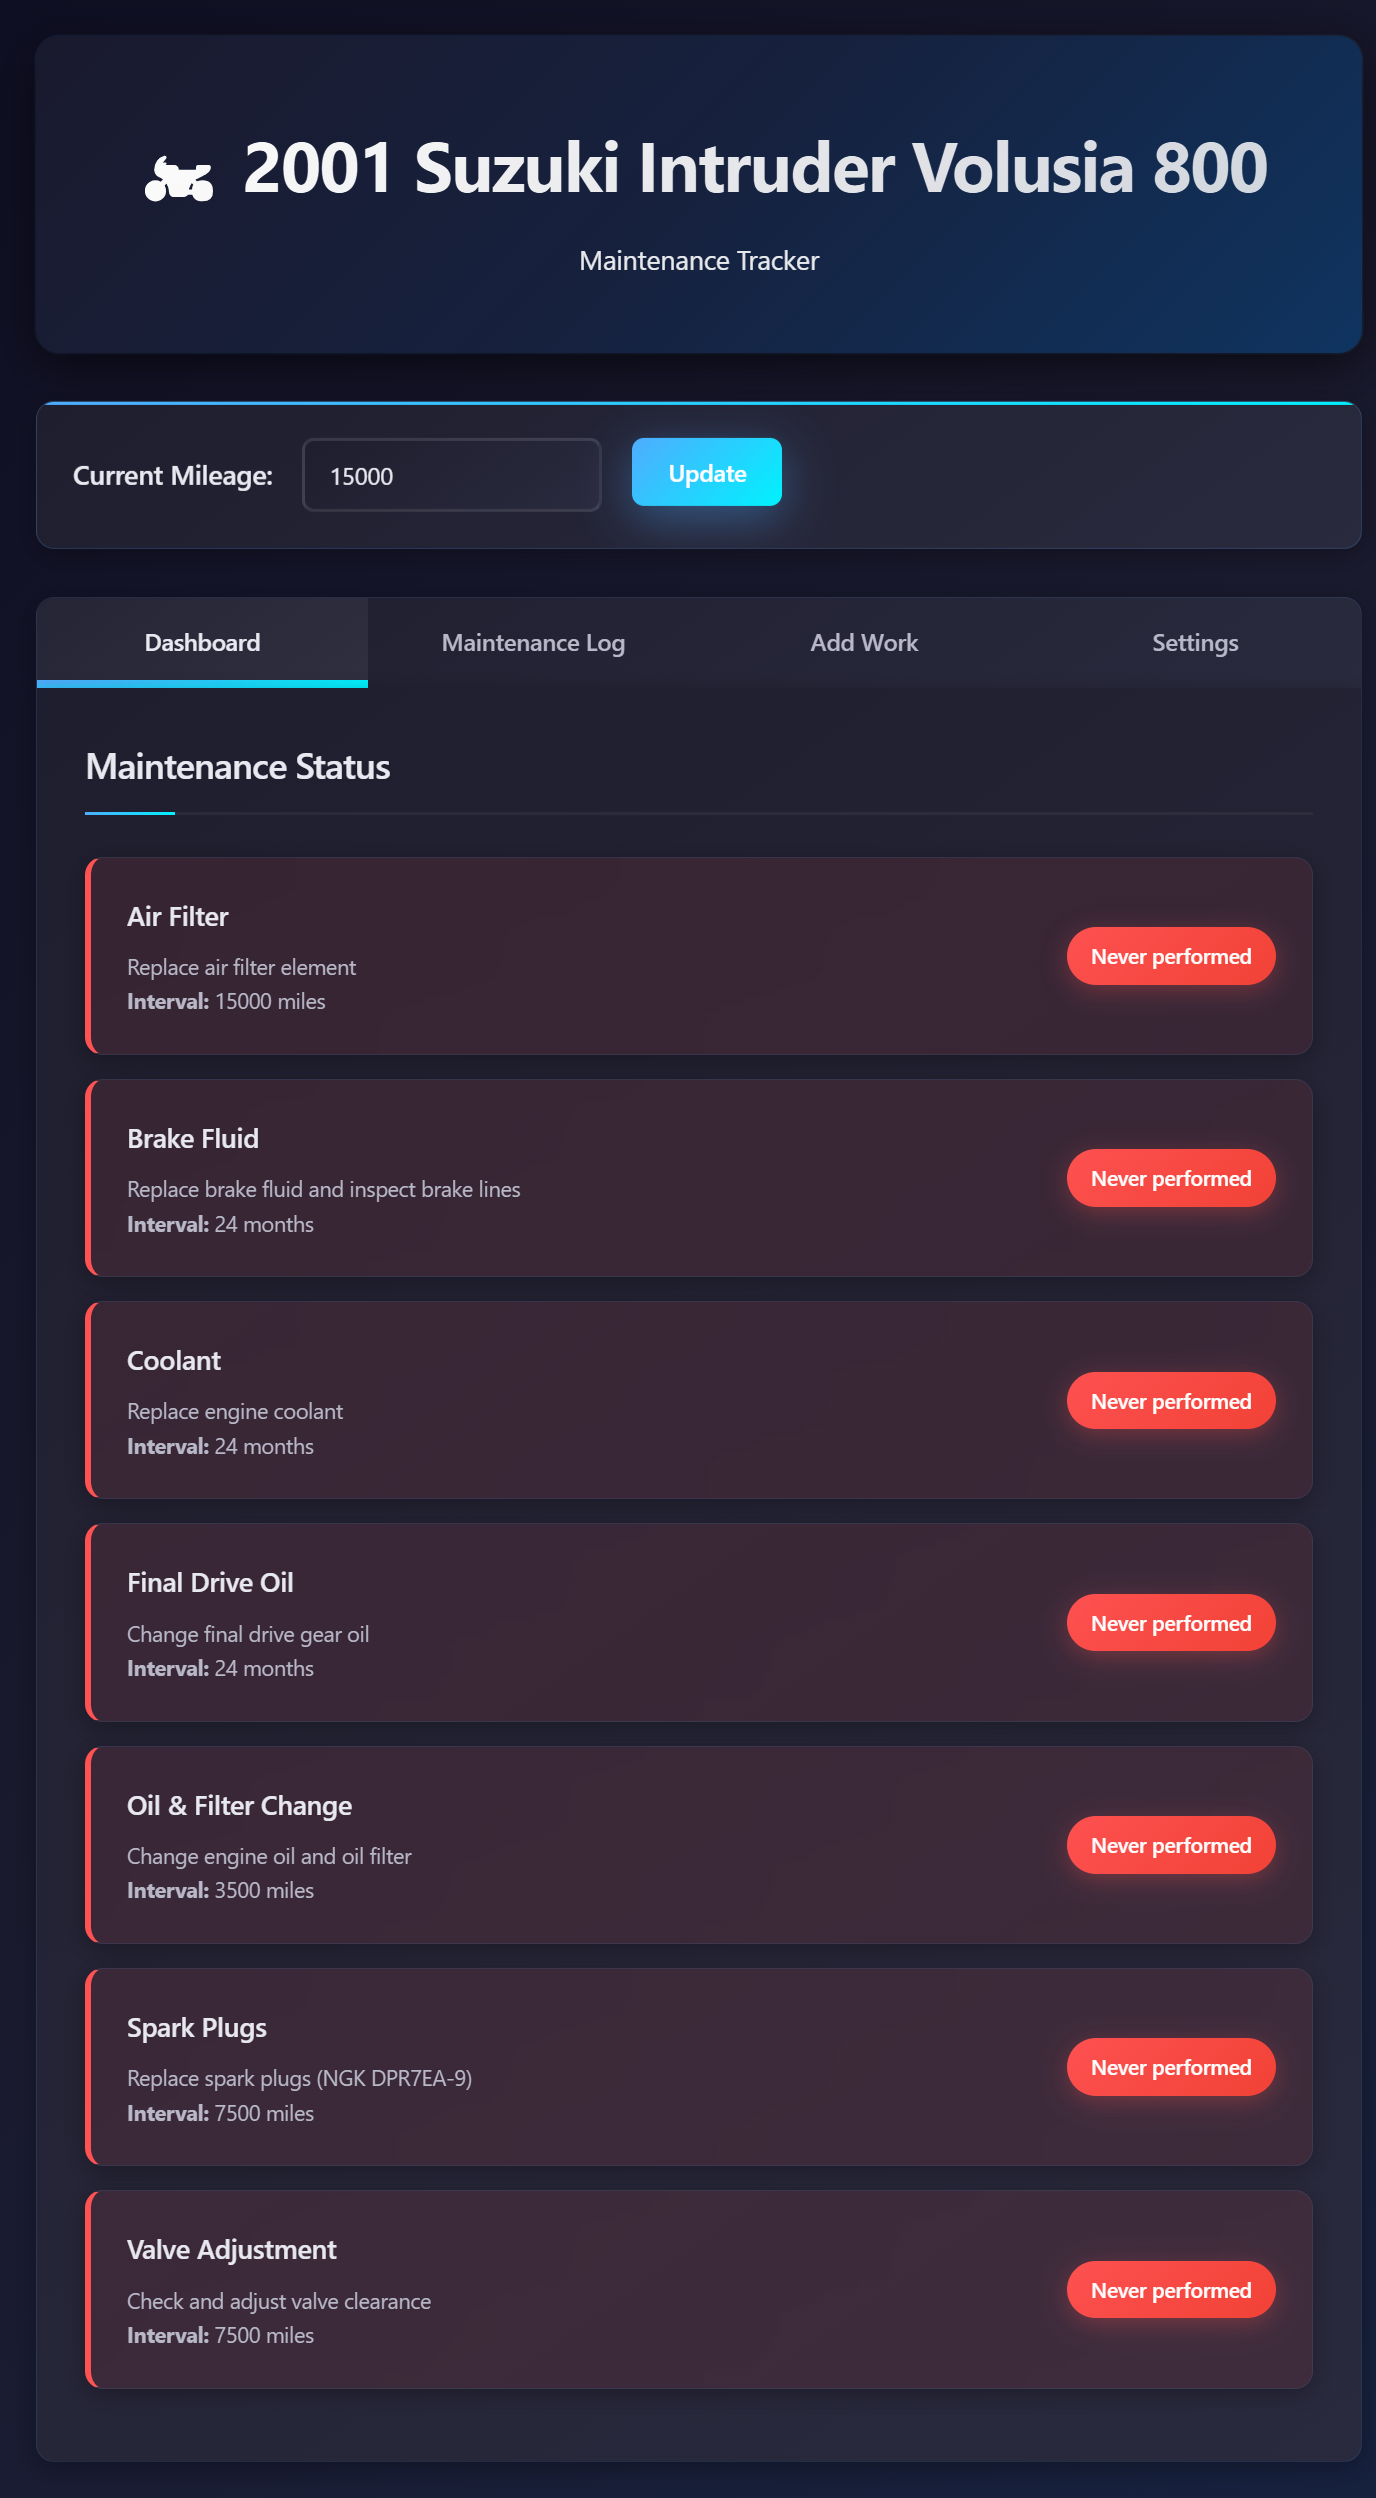 2001 Suzuki Intruder Volusia 800
Maintenance Tracker
Current Mileage:
15000
Update
Dashboard
Maintenance Log
Add Work
Settings
Maintenance Status
Air Filter
Replace air filter element
Interval: 15000 miles
Never performed
Brake Fluid
Replace brake fluid and inspect brake lines
Interval: 24 months
Never performed
Coolant
Replace engine coolant
Interval: 24 months
Never performed
Final Drive Oil
Change final drive gear oil
Interval: 24 months
Never performed
Oil & Filter Change
Change engine oil and oil filter
Interval: 3500 miles
Never performed
Spark Plugs
Replace spark plugs (NGK DPR7EA-9)
Interval: 7500 miles
Never performed
Valve Adjustment
Check and adjust valve clearance
Interval: 7500 miles
Never performed